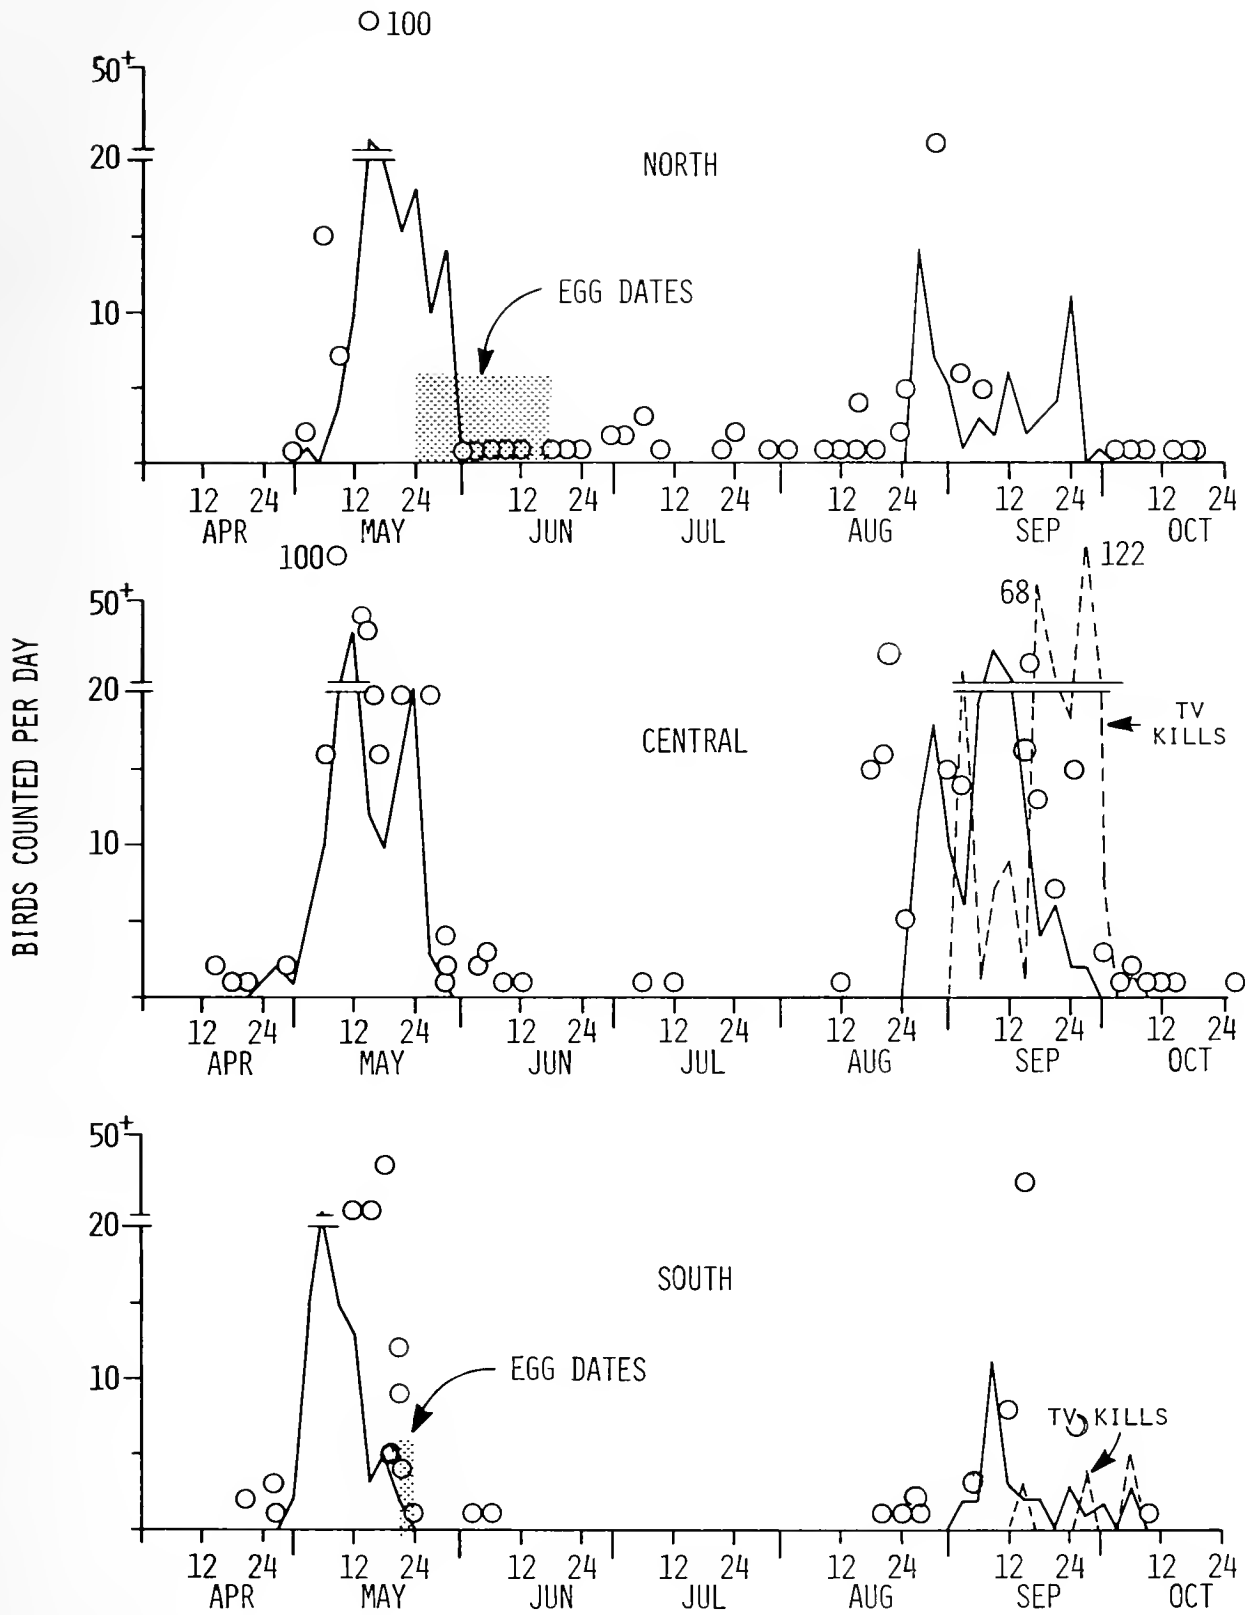 100
50+
20
NORTH
10
EGG DATES
12 24 12 24 12 24 12 24 12 24 12 24 12 24
APR MAY JUN JUL AUG SEP OCT
BIRDS COUNTED PER DAY
100
50+
68
122
20
CENTRAL
TV
KILLS
10
12 24 12 24 12 24 12 24 12 24 12 24 12 24
APR MAY JUN JUL AUG SEP OCT
50+
20
SOUTH
10
EGG DATES
TV KILLS
12 24 12 24 12 24 12 24 12 24 12 24 12 24
APR MAY JUN JUL AUG SEP OCT